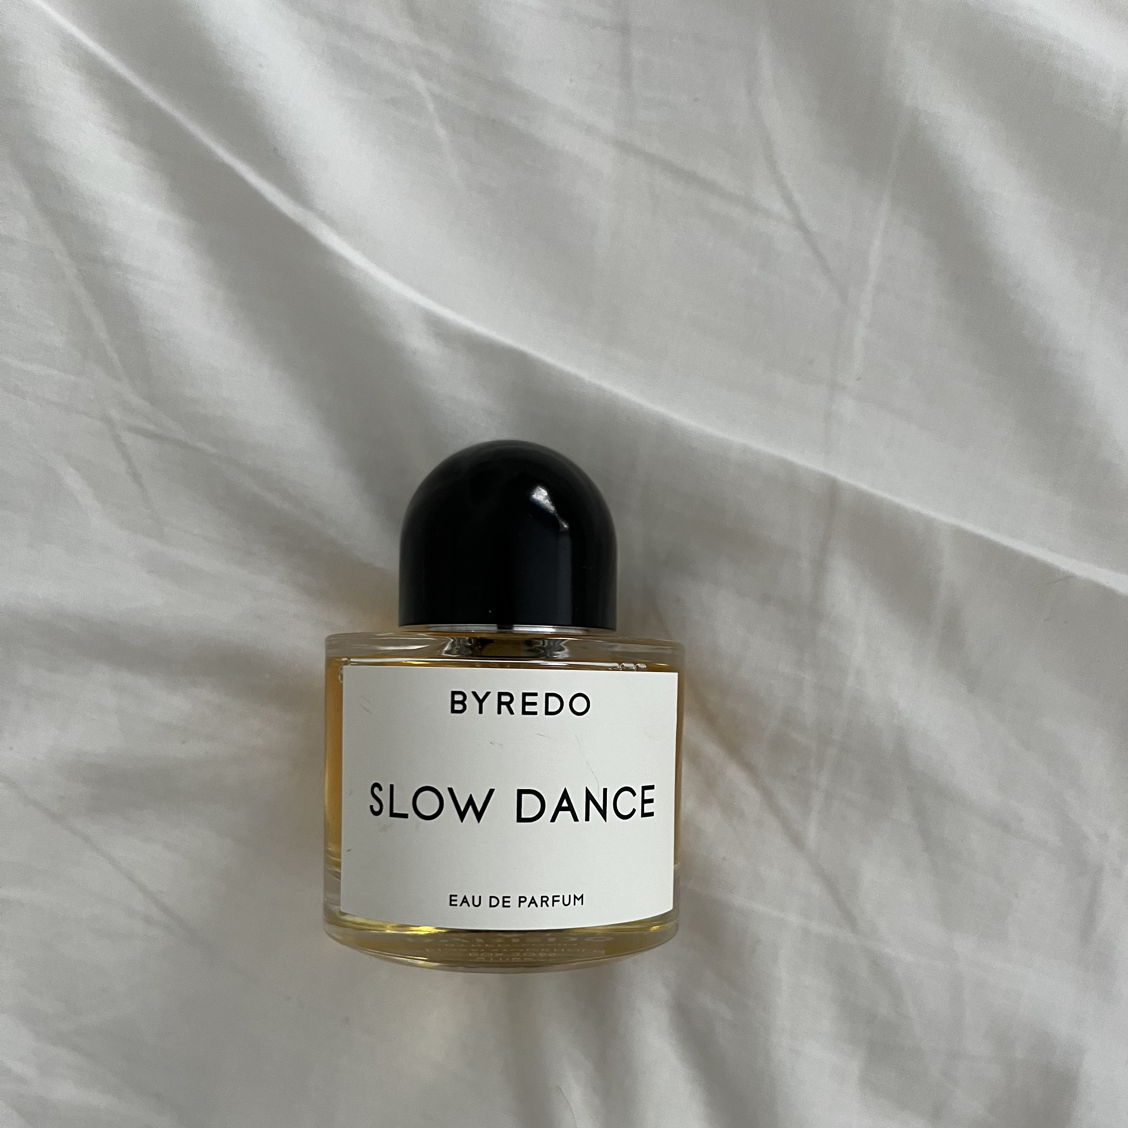 BYREDO
SLOW DANCE
EAU DE PARFUM